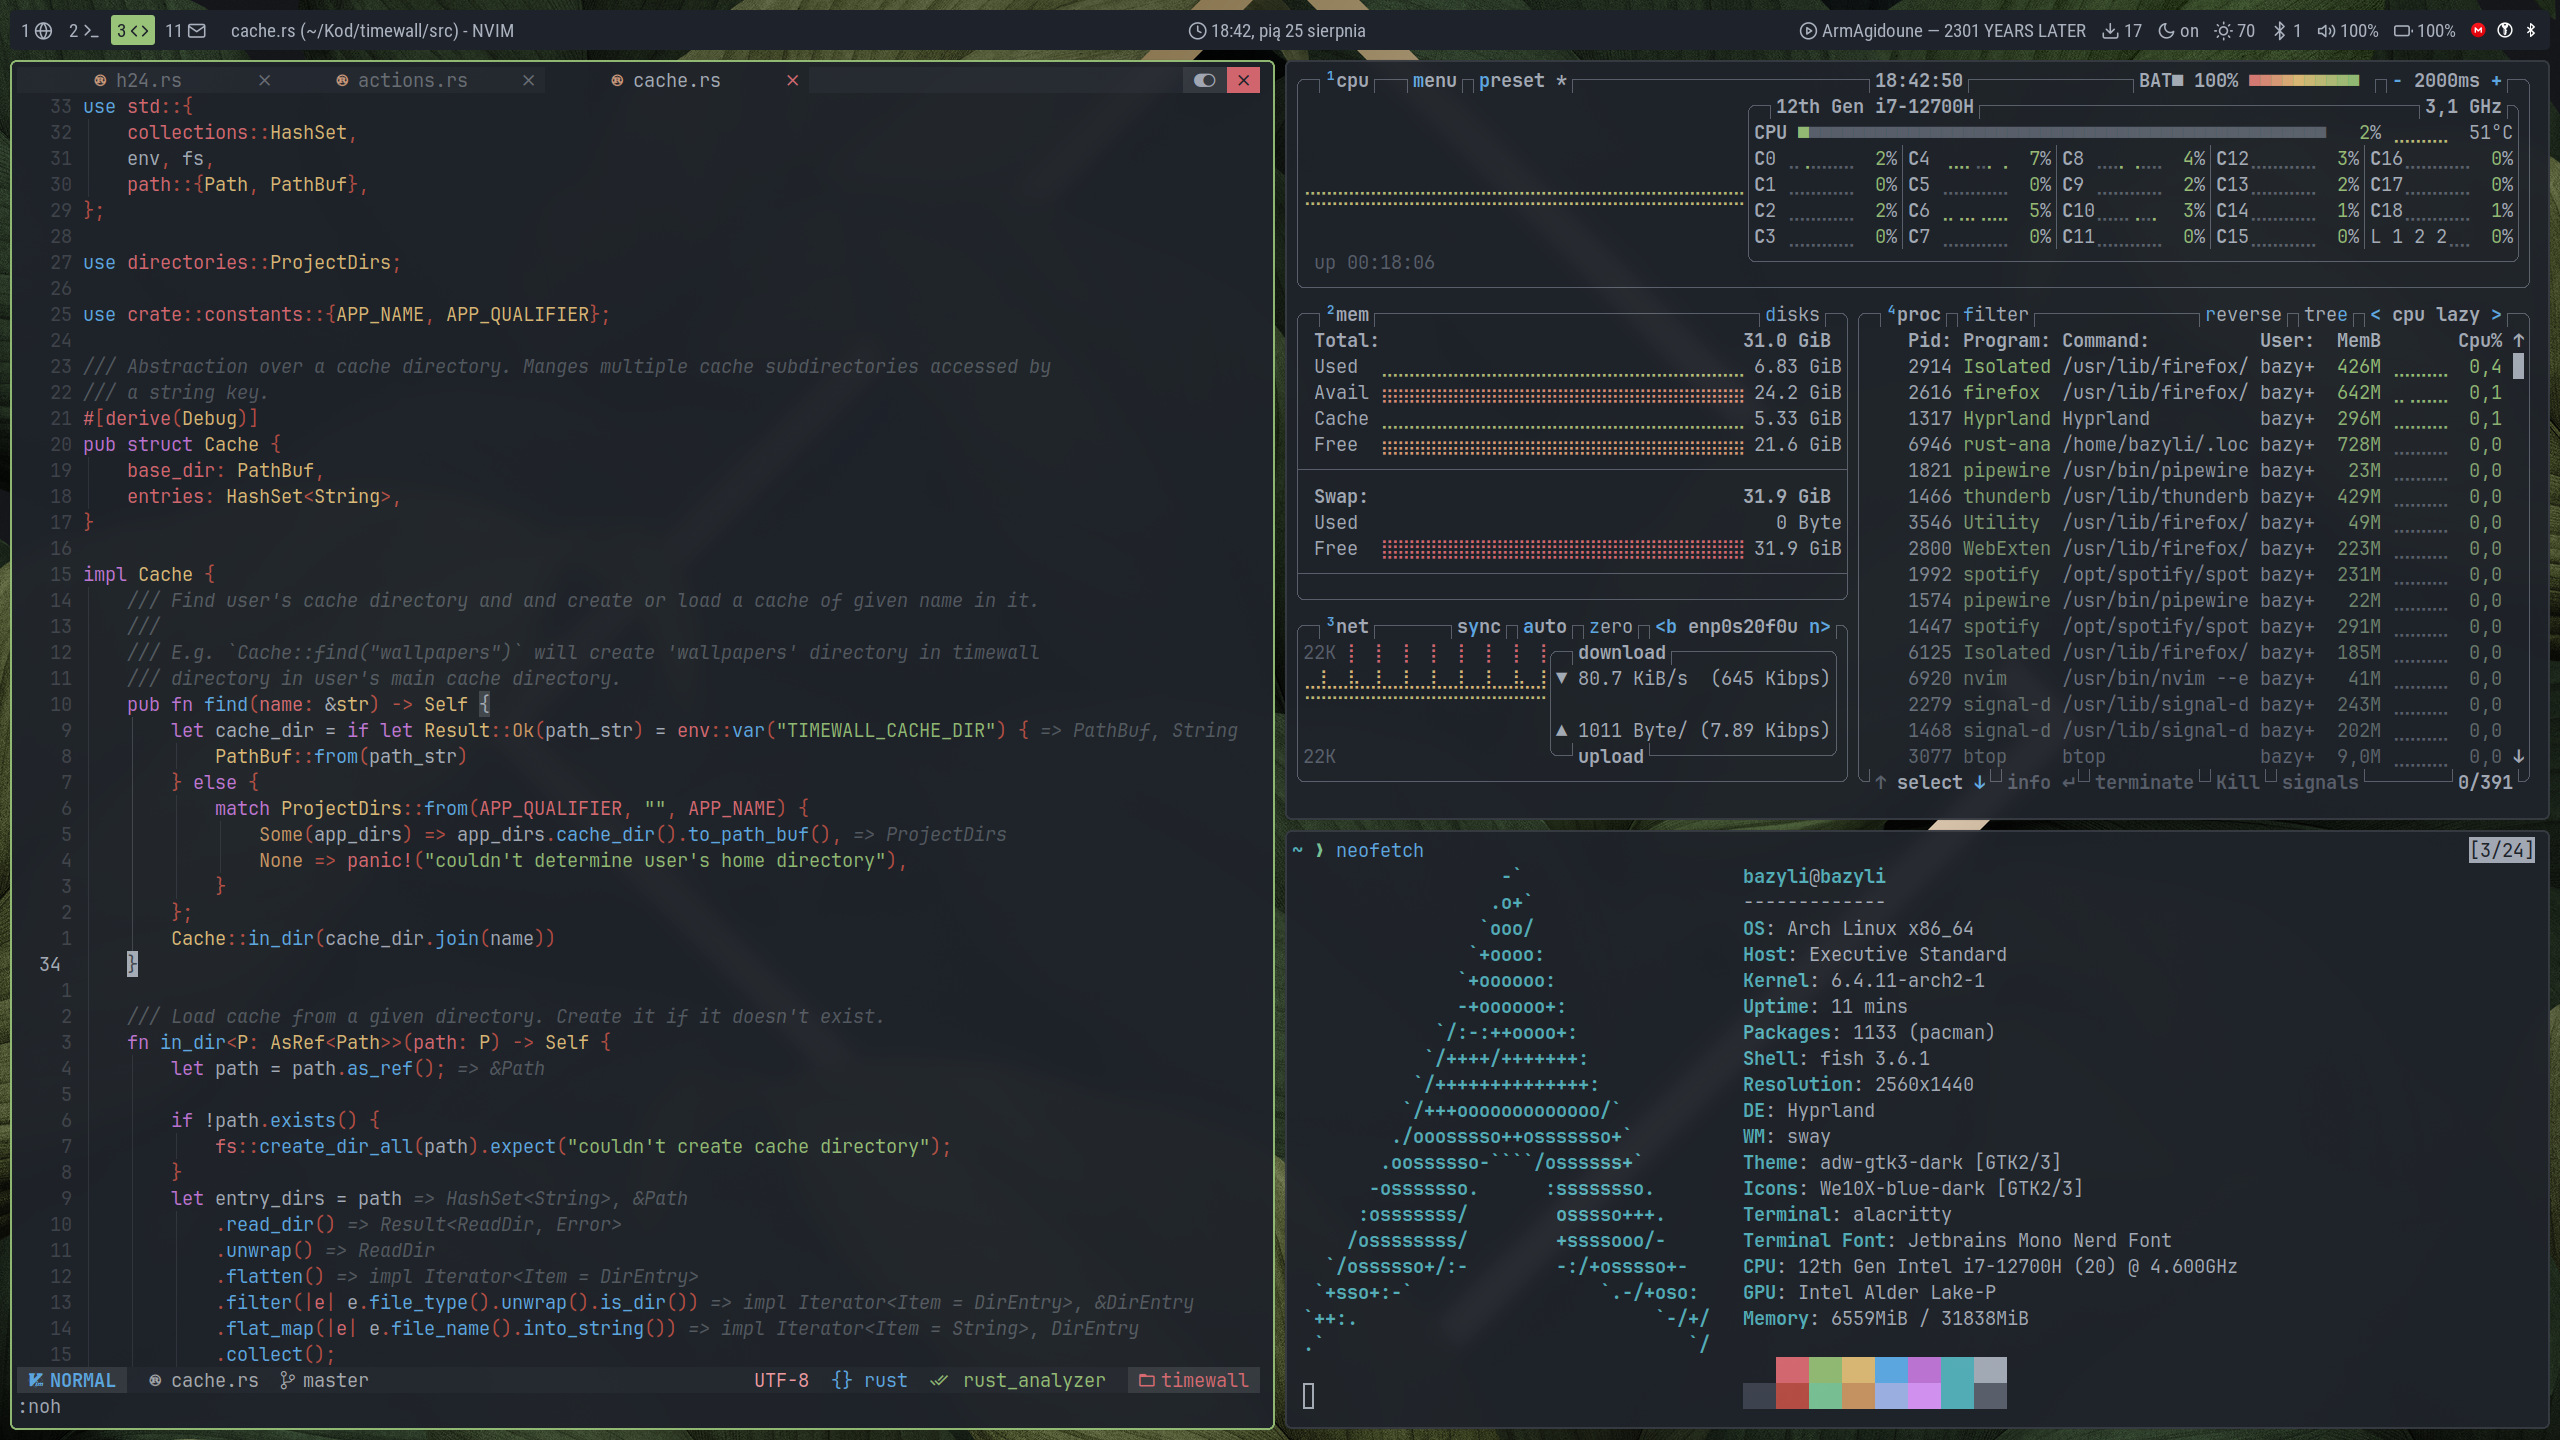 1 2 3 11 cache.rs (~/Kod/timewall/src) - NVIM
18:42, pią 25 sierpnia
ArmAgidoune — 2301 YEARS LATER 17 on 70 1 100% 100%
h24.rs × actions.rs × cache.rs ×
33 use std::{
32 collections::HashSet,
31 env, fs,
30 path::{Path, PathBuf},
29 };
28
27 use directories::ProjectDirs;
26
25 use crate::constants::{APP_NAME, APP_QUALIFIER};
24
23 /// Abstraction over a cache directory. Manges multiple cache subdirectories accessed by
22 /// a string key.
21 #[derive(Debug)]
20 pub struct Cache {
19 base_dir: PathBuf,
18 entries: HashSet<String>,
17 }
16
15 impl Cache {
14 /// Find user's cache directory and and create or load a cache of given name in it.
13 ///
12 /// E.g. `Cache::find("wallpapers")` will create 'wallpapers' directory in timewall
11 /// directory in user's main cache directory.
10 pub fn find(name: &str) -> Self {
9 let cache_dir = if let Result::Ok(path_str) = env::var("TIMEWALL_CACHE_DIR") { => PathBuf, String
8 PathBuf::from(path_str)
7 } else {
6 match ProjectDirs::from(APP_QUALIFIER, "", APP_NAME) {
5 Some(app_dirs) => app_dirs.cache_dir().to_path_buf(), => ProjectDirs
4 None => panic!("couldn't determine user's home directory"),
3 }
2 };
1 Cache::in_dir(cache_dir.join(name))
34 }
1
2 /// Load cache from a given directory. Create it if it doesn't exist.
3 fn in_dir<P: AsRef<Path>>(path: P) -> Self {
4 let path = path.as_ref(); => &Path
5
6 if !path.exists() {
7 fs::create_dir_all(path).expect("couldn't create cache directory");
8 }
9 let entry_dirs = path => HashSet<String>, &Path
10 .read_dir() => Result<ReadDir, Error>
11 .unwrap() => ReadDir
12 .flatten() => impl Iterator<Item = DirEntry>
13 .filter(|e| e.file_type().unwrap().is_dir()) => impl Iterator<Item = DirEntry>, &DirEntry
14 .flat_map(|e| e.file_name().into_string()) => impl Iterator<Item = String>, DirEntry
15 .collect();
NORMAL cache.rs master UTF-8 {} rust rust_analyzer timewall
:noh
1cpu menu preset * 18:42:50 BAT■ 100% - 2000ms +
12th Gen i7-12700H 3,1 GHz
CPU 2% 51°C
C0 2% C4 7% C8 4% C12 3% C16 0%
C1 0% C5 0% C9 2% C13 2% C17 0%
C2 2% C6 5% C10 3% C14 1% C18 1%
C3 0% C7 0% C11 0% C15 0% L 1 2 2 0%
up 00:18:06
2mem disks
Total: 31.0 GiB
Used 6.83 GiB
Avail 24.2 GiB
Cache 5.33 GiB
Free 21.6 GiB
Swap: 31.9 GiB
Used 0 Byte
Free 31.9 GiB
3net sync auto zero <b enp0s20f0u n>
22K download
▼ 80.7 KiB/s (645 Kibps)
▲ 1011 Byte/ (7.89 Kibps)
22K upload
4proc filter reverse tree < cpu lazy >
Pid: Program: Command: User: MemB Cpu% ↑
2914 Isolated /usr/lib/firefox/ bazy+ 426M 0,4
2616 firefox /usr/lib/firefox/ bazy+ 642M 0,1
1317 Hyprland Hyprland bazy+ 296M 0,1
6946 rust-ana /home/bazyli/.loc bazy+ 728M 0,0
1821 pipewire /usr/bin/pipewire bazy+ 23M 0,0
1466 thunderb /usr/lib/thunderb bazy+ 429M 0,0
3546 Utility /usr/lib/firefox/ bazy+ 49M 0,0
2800 WebExten /usr/lib/firefox/ bazy+ 223M 0,0
1992 spotify /opt/spotify/spot bazy+ 231M 0,0
1574 pipewire /usr/bin/pipewire bazy+ 22M 0,0
1447 spotify /opt/spotify/spot bazy+ 291M 0,0
6125 Isolated /usr/lib/firefox/ bazy+ 185M 0,0
6920 nvim /usr/bin/nvim --e bazy+ 41M 0,0
2279 signal-d /usr/lib/signal-d bazy+ 243M 0,0
1468 signal-d /usr/lib/signal-d bazy+ 202M 0,0
3077 btop btop bazy+ 9,0M 0,0 ↓
↑ select ↓ info ↵ terminate Kill signals 0/391
~ ❯ neofetch [3/24]
-`
.o+`
`ooo/
`+oooo:
`+oooooo:
-+oooooo+:
`/:-:++oooo+:
`/++++/+++++++:
`/++++++++++++++:
`/+++ooooooooooooo/`
./ooosssso++osssssso+`
.oossssso-````/ossssss+`
-osssssso. :ssssssso.
:osssssss/ osssso+++.
/ossssssss/ +ssssooo/-
`/ossssso+/:- -:/+osssso+-
`+sso+:-` `.-/+oso:
`++:. `-/+/
.` `/
bazyli@bazyli
-------------
OS: Arch Linux x86_64
Host: Executive Standard
Kernel: 6.4.11-arch2-1
Uptime: 11 mins
Packages: 1133 (pacman)
Shell: fish 3.6.1
Resolution: 2560x1440
DE: Hyprland
WM: sway
Theme: adw-gtk3-dark [GTK2/3]
Icons: We10X-blue-dark [GTK2/3]
Terminal: alacritty
Terminal Font: Jetbrains Mono Nerd Font
CPU: 12th Gen Intel i7-12700H (20) @ 4.600GHz
GPU: Intel Alder Lake-P
Memory: 6559MiB / 31838MiB